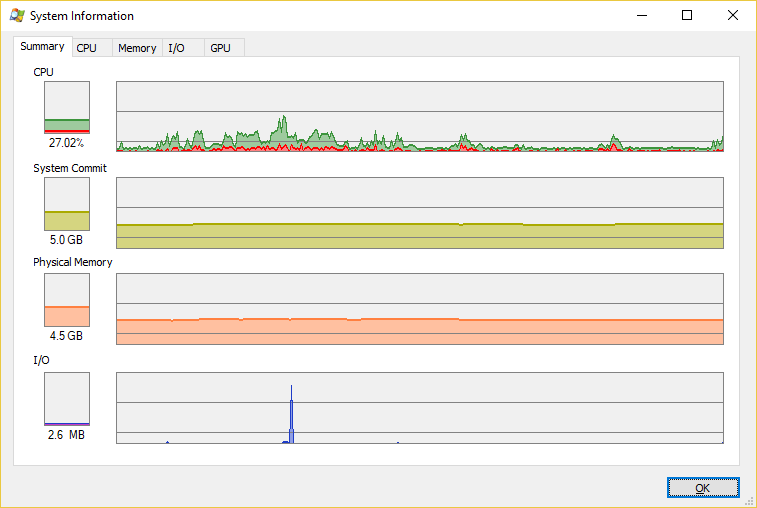 System Information
Summary CPU Memory I/O GPU
CPU
27.02%
System Commit
5.0 GB
Physical Memory
4.5 GB
I/O
2.6 MB
OK